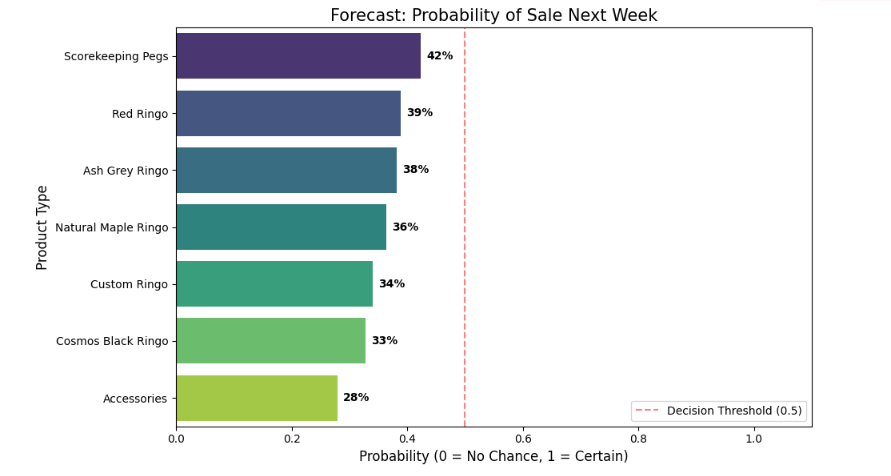 Forecast: Probability of Sale Next Week
Product Type
Scorekeeping Pegs 42%
Red Ringo 39%
Ash Grey Ringo 38%
Natural Maple Ringo 36%
Custom Ringo 34%
Cosmos Black Ringo 33%
Accessories 28%
Decision Threshold (0.5)
0.0 0.2 0.4 0.6 0.8 1.0
Probability (0 = No Chance, 1 = Certain)